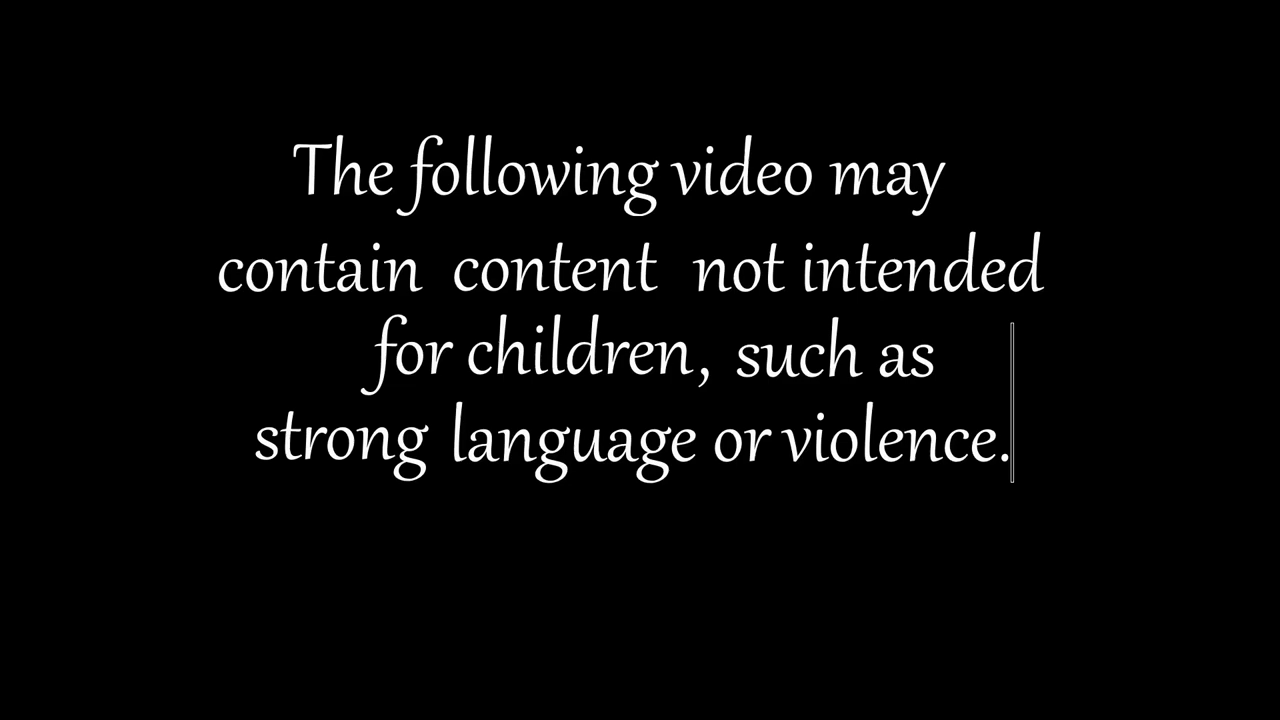 The following video may
contain content not intended
for children, such as
strong language or violence.